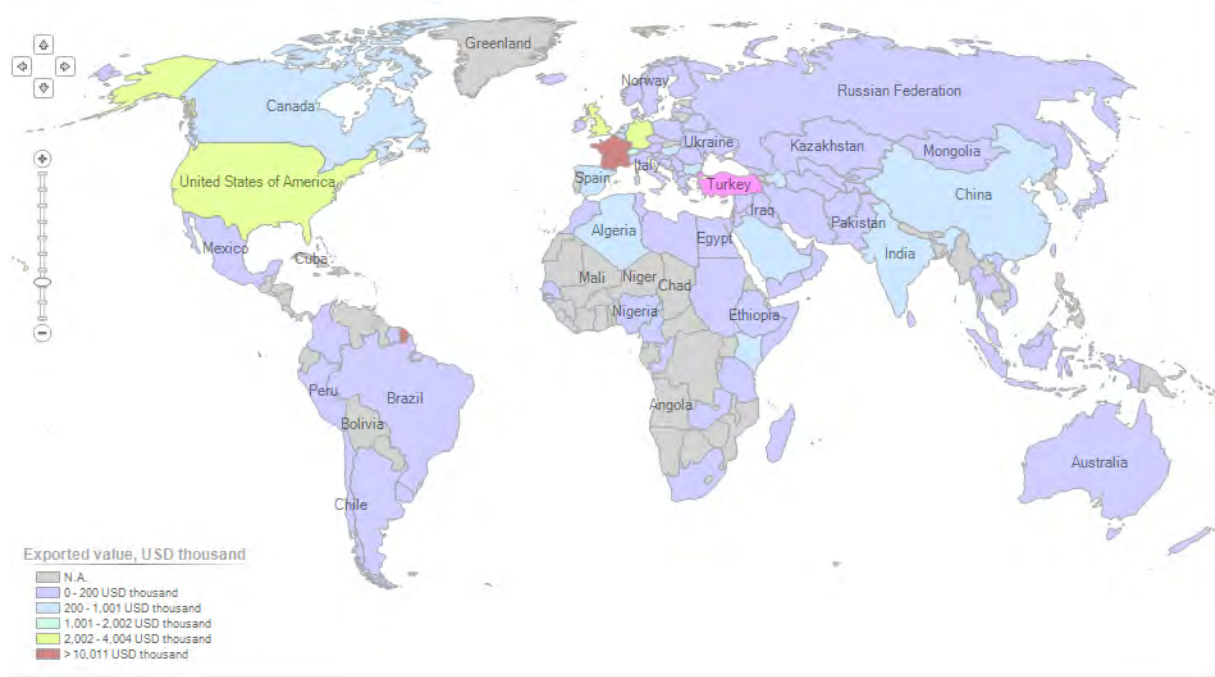 Greenland
Norway
Russian Federation
Canada
Ukraine
Kazakhstan
Mongolia
Italy
United States of America
Spain
Turkey
China
Iraq
Pakistan
Algeria
Egypt
Mexico
India
Cuba
Mali
Niger
Chad
Nigeria
Ethiopia
Peru
Brazil
Angola
Bolivia
Australia
Chile
Exported value, USD thousand
N.A.
0 - 200 USD thousand
200 - 1,001 USD thousand
1,001 - 2,002 USD thousand
2,002 - 4,004 USD thousand
> 10,011 USD thousand